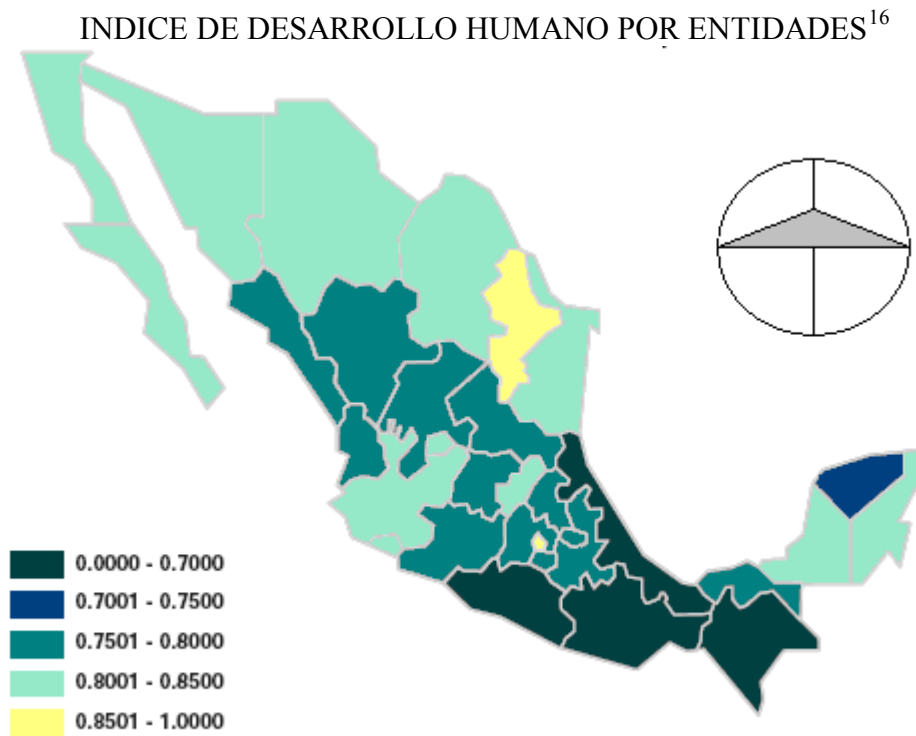 INDICE DE DESARROLLO HUMANO POR ENTIDADES16
0.0000 - 0.7000
0.7001 - 0.7500
0.7501 - 0.8000
0.8001 - 0.8500
0.8501 - 1.0000